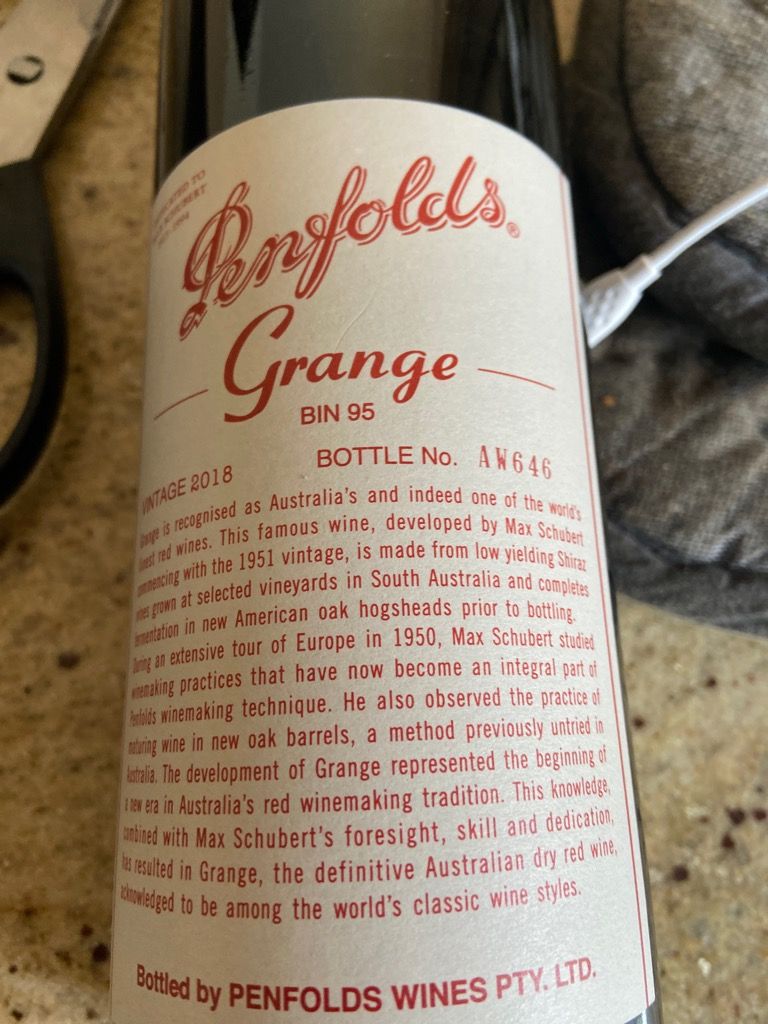 DEDICATED TO
MAX SCHUBERT
1915-1994
Penfolds®
Grange
BIN 95
VINTAGE 2018 BOTTLE No. AW646
Grange is recognised as Australia's and indeed one of the world's
finest red wines. This famous wine, developed by Max Schubert
commencing with the 1951 vintage, is made from low yielding Shiraz
vines grown at selected vineyards in South Australia and completes
fermentation in new American oak hogsheads prior to bottling.
During an extensive tour of Europe in 1950, Max Schubert studied
winemaking practices that have now become an integral part of
Penfolds winemaking technique. He also observed the practice of
maturing wine in new oak barrels, a method previously untried in
Australia. The development of Grange represented the beginning of
a new era in Australia's red winemaking tradition. This knowledge,
combined with Max Schubert's foresight, skill and dedication,
has resulted in Grange, the definitive Australian dry red wine,
acknowledged to be among the world's classic wine styles.
Bottled by PENFOLDS WINES PTY. LTD.